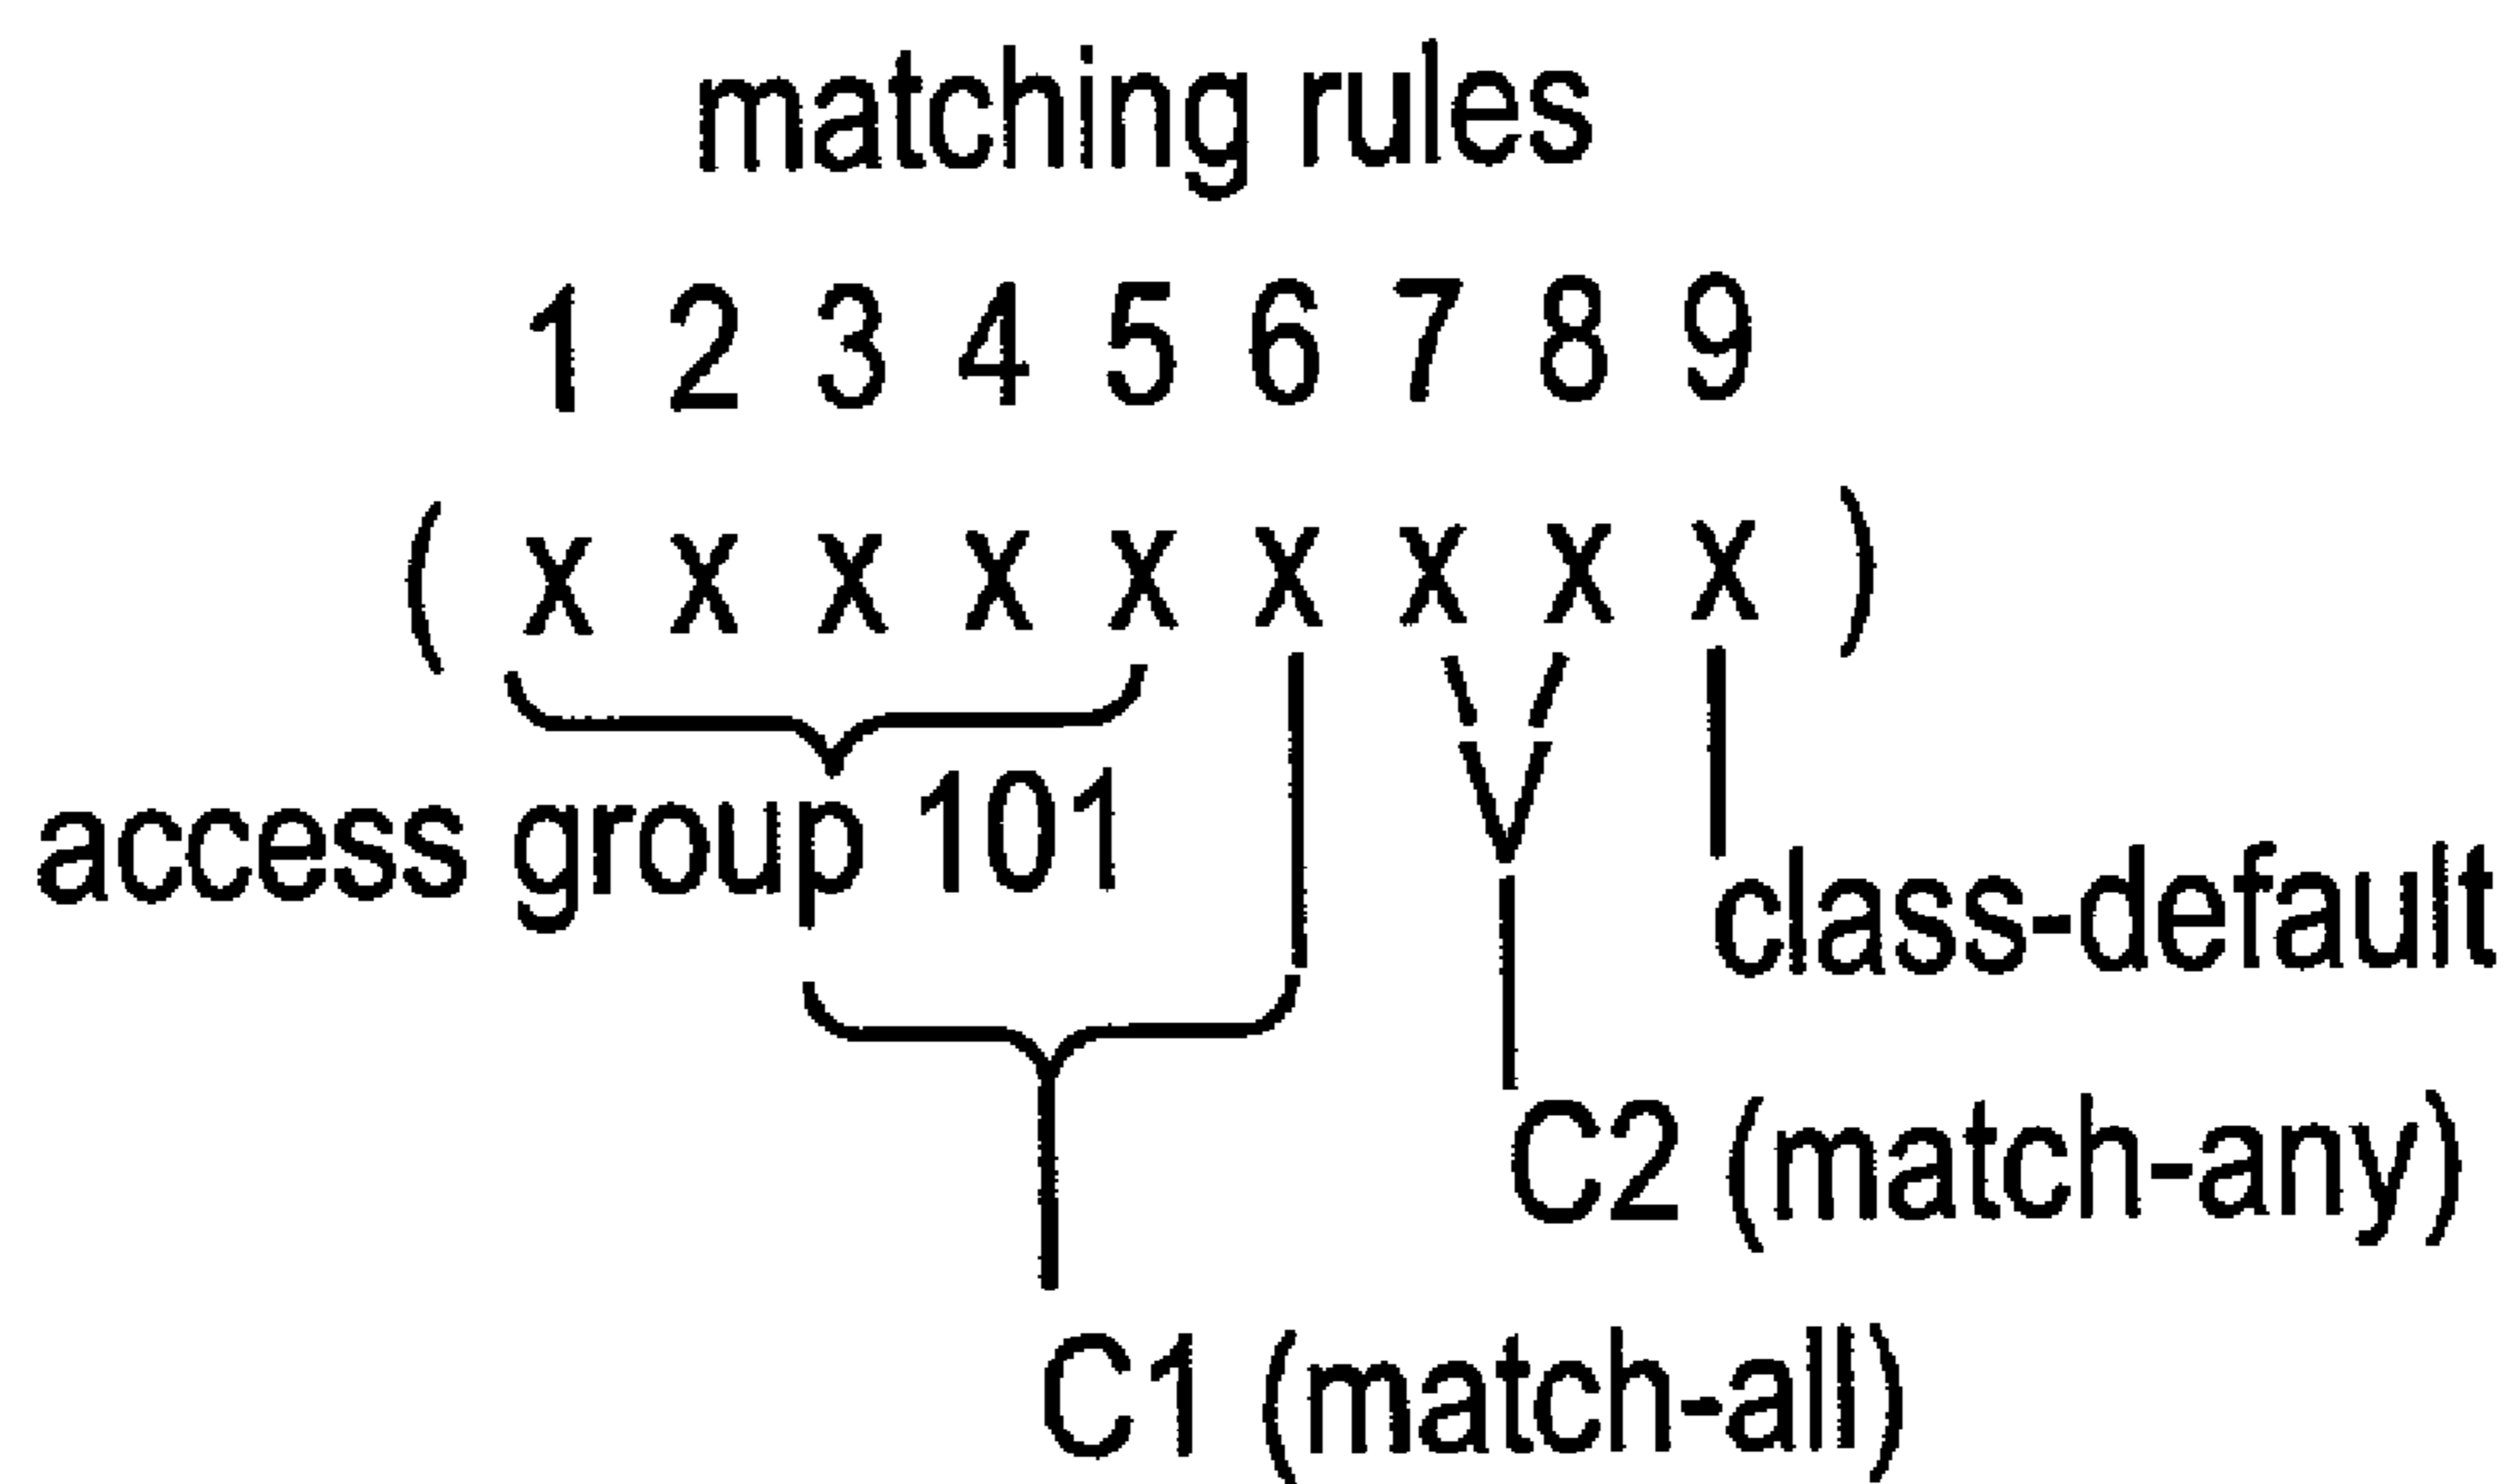 matching rules
1 2 3 4 5 6 7 8 9
( x x x x x x x x x )
access group 101
class-default
C2 (match-any)
C1 (match-all)